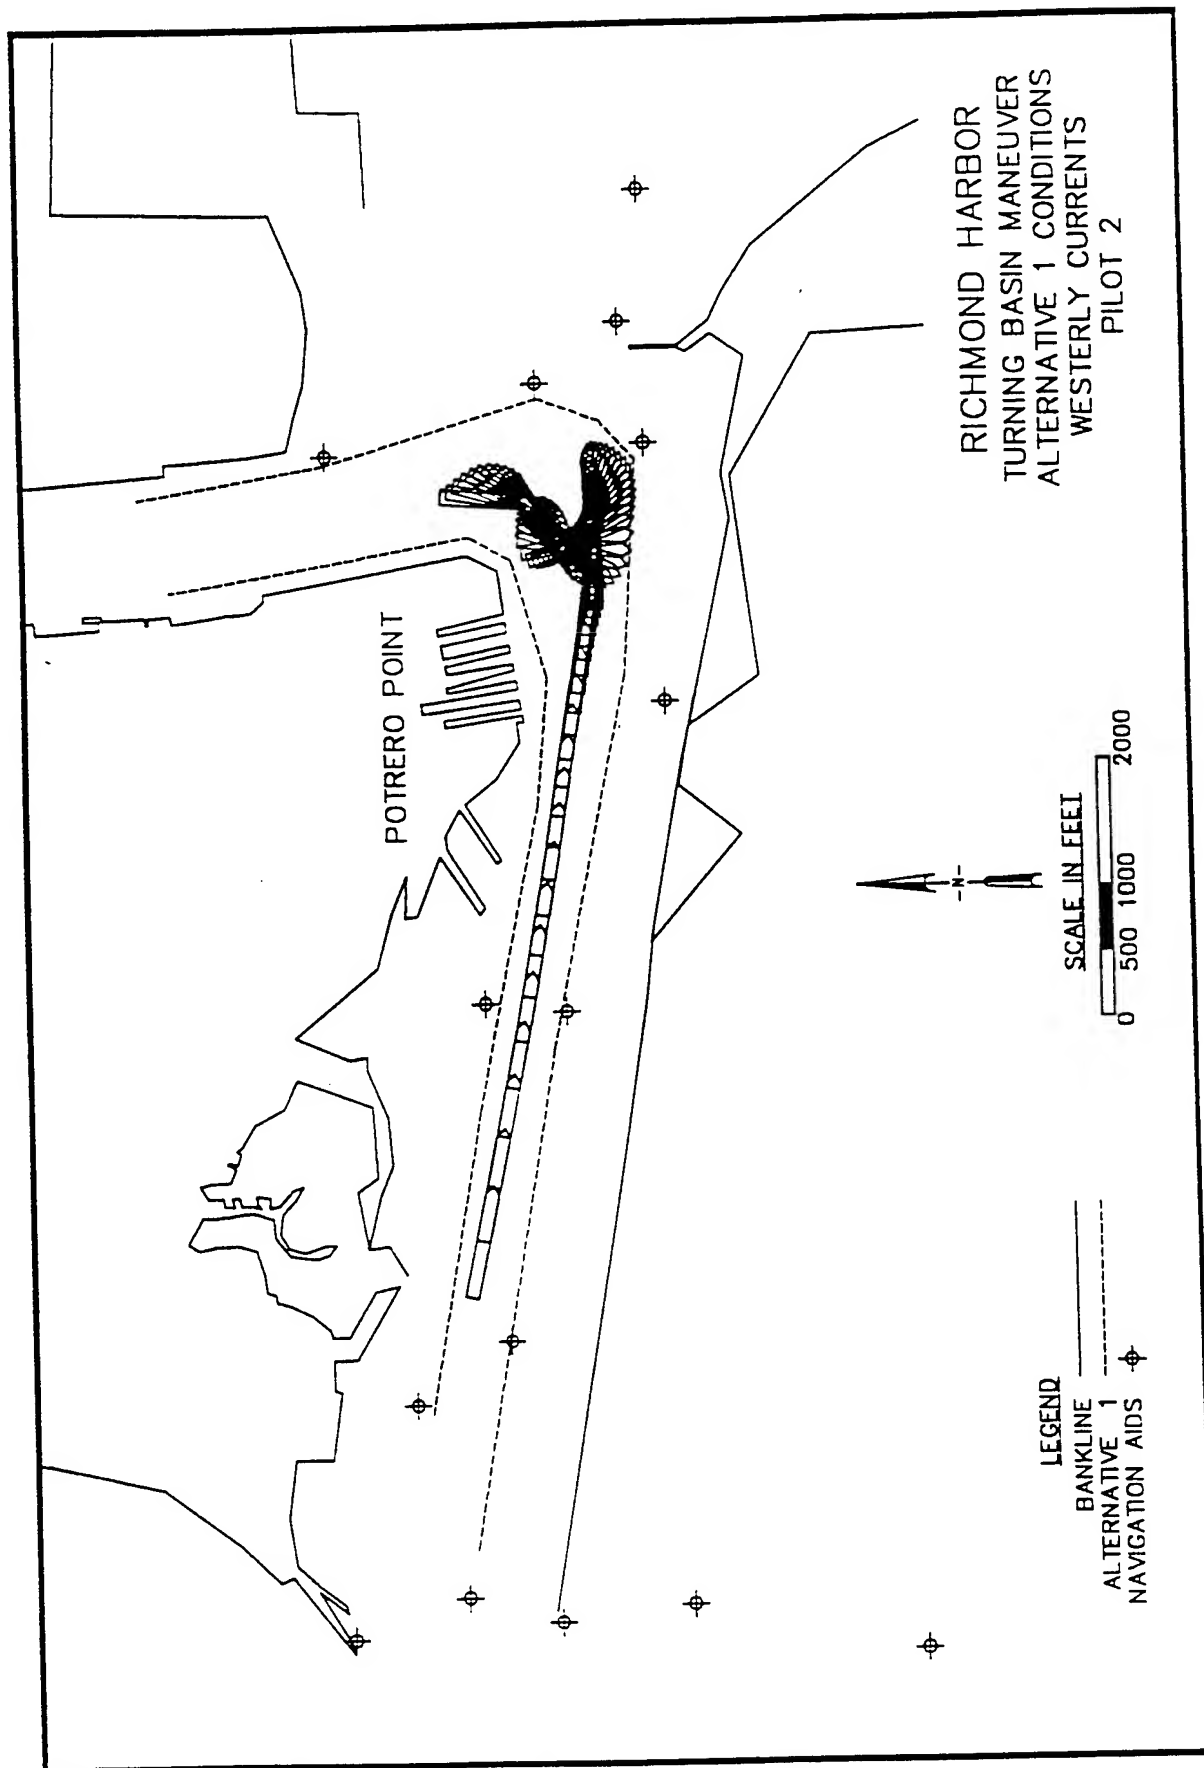 POTRERO POINT
RICHMOND HARBOR
TURNING BASIN MANEUVER
ALTERNATIVE 1 CONDITIONS
WESTERLY CURRENTS
PILOT 2
-N-
SCALE IN FEET
0 500 1000 2000
LEGEND
BANKLINE
ALTERNATIVE 1
NAVIGATION AIDS